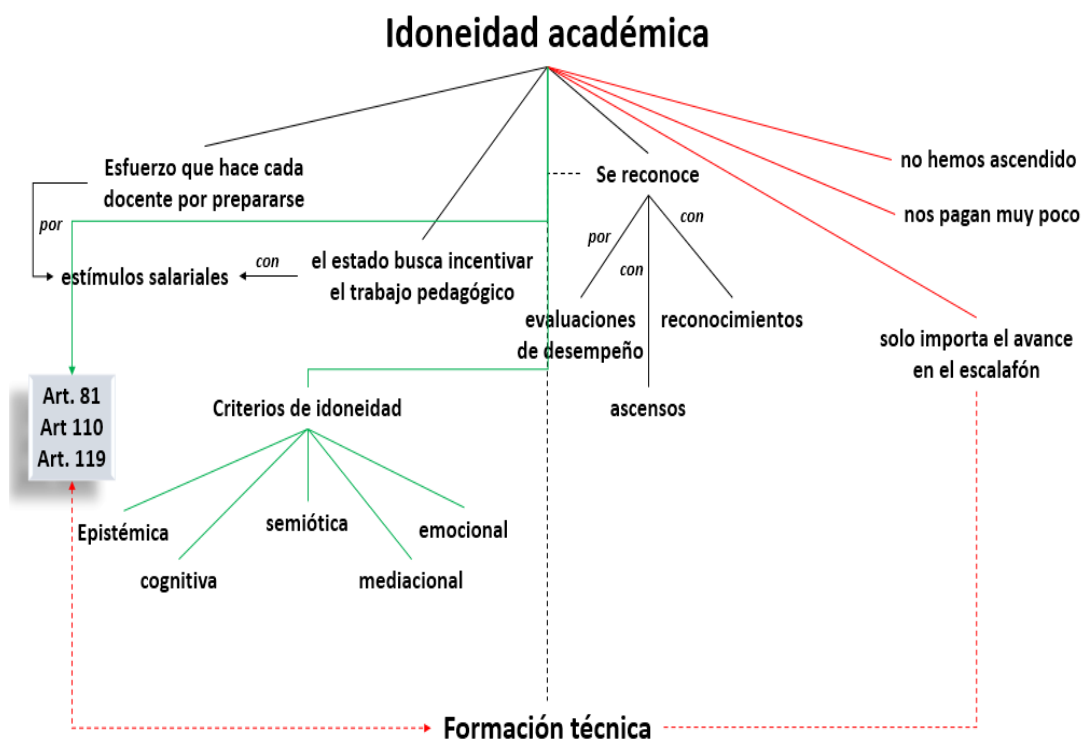 Idoneidad académica
Esfuerzo que hace cada
docente por prepararse
Se reconoce
no hemos ascendido
nos pagan muy poco
por
con
por
con
con
estímulos salariales
el estado busca incentivar
el trabajo pedagógico
evaluaciones
de desempeño
reconocimientos
solo importa el avance
en el escalafón
Art. 81
Art 110
Art. 119
Criterios de idoneidad
ascensos
Epistémica
semiótica
emocional
cognitiva
mediacional
Formación técnica